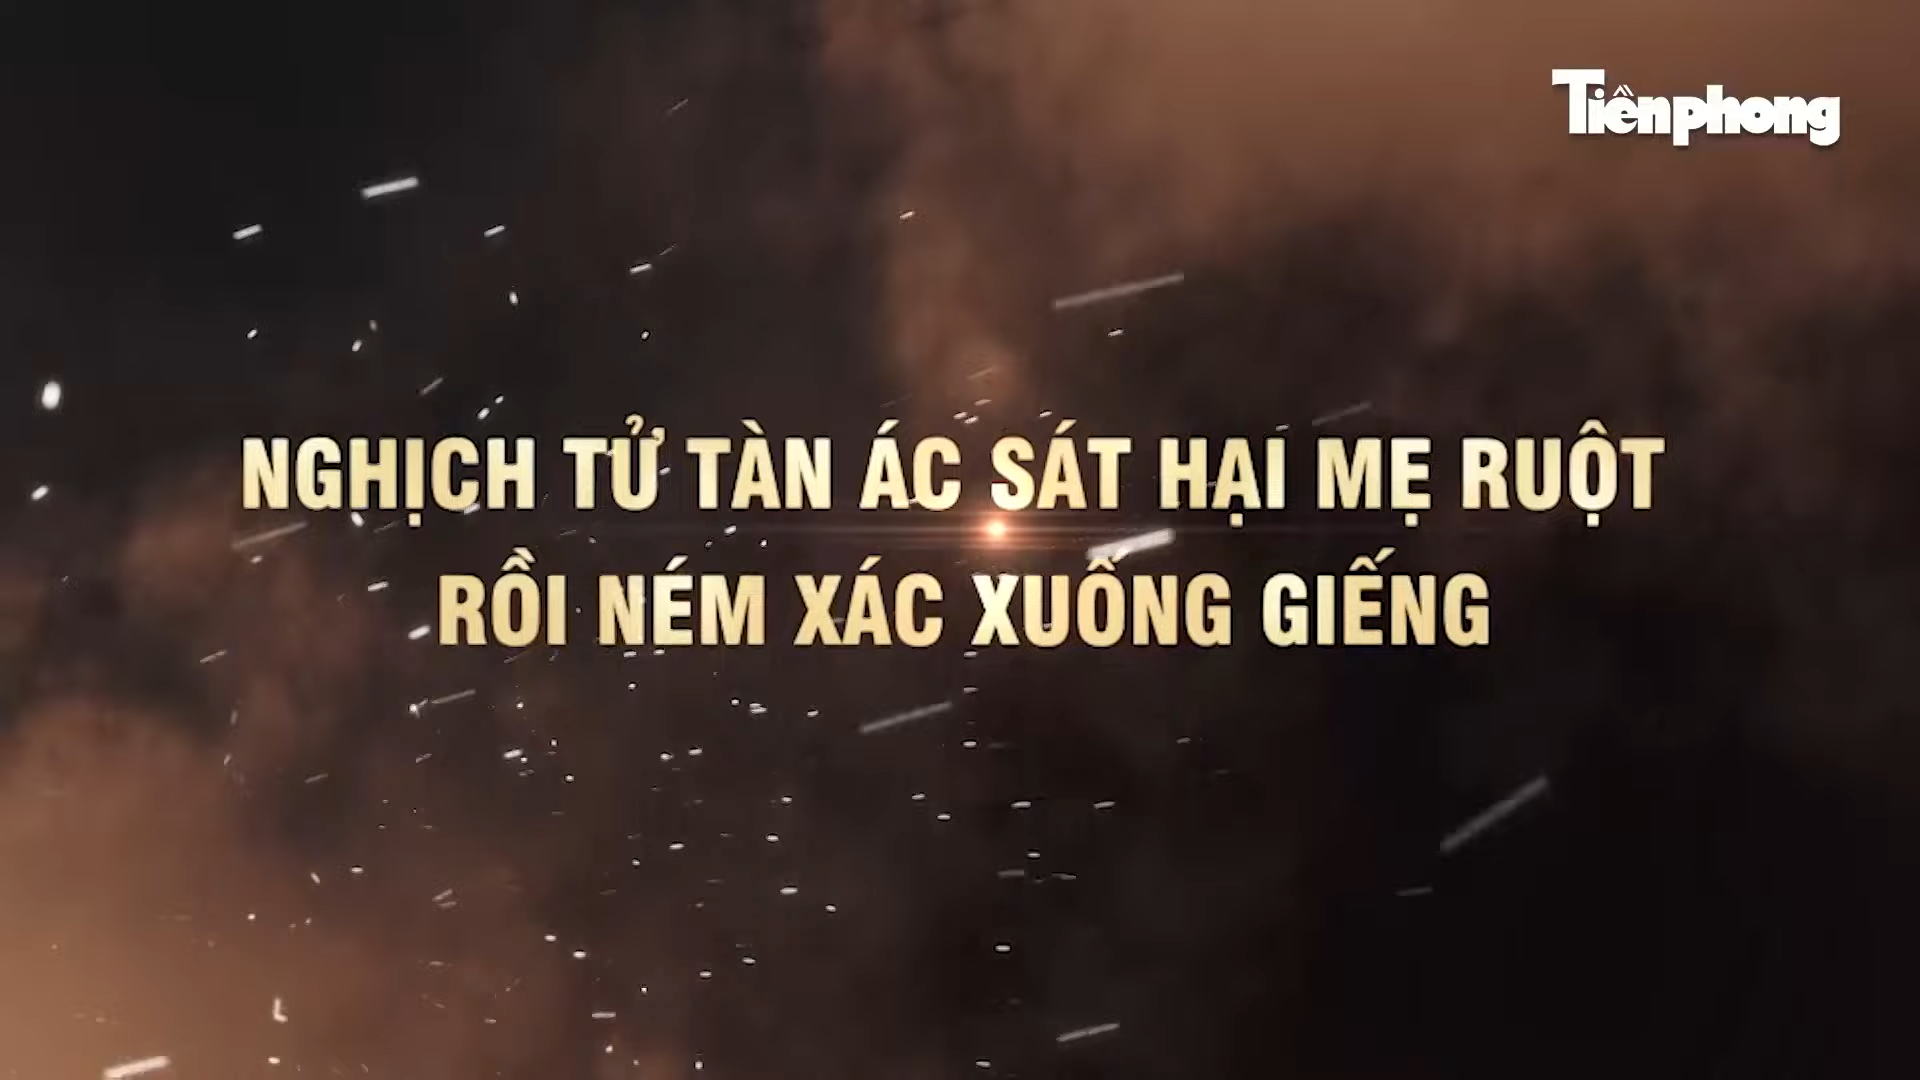 Tiềnphong
NGHỊCH TỬ TÀN ÁC SÁT HẠI MẸ RUỘT
RỒI NÉM XÁC XUỐNG GIẾNG